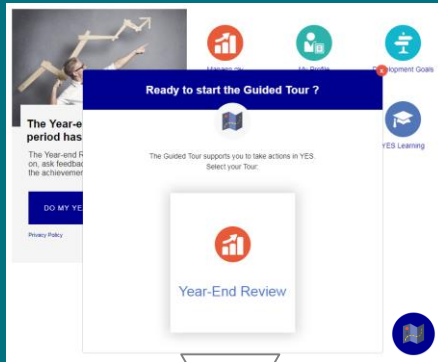 Manage my
My Profile
Development Goals
x
Ready to start the Guided Tour ?
The Year-e
period has
YES Learning
The Guided Tour supports you to take actions in YES.
Select your Tour.
The Year-end R
on, ask feedbac
the achievemen
DO MY YE
Privacy Policy
Year-End Review